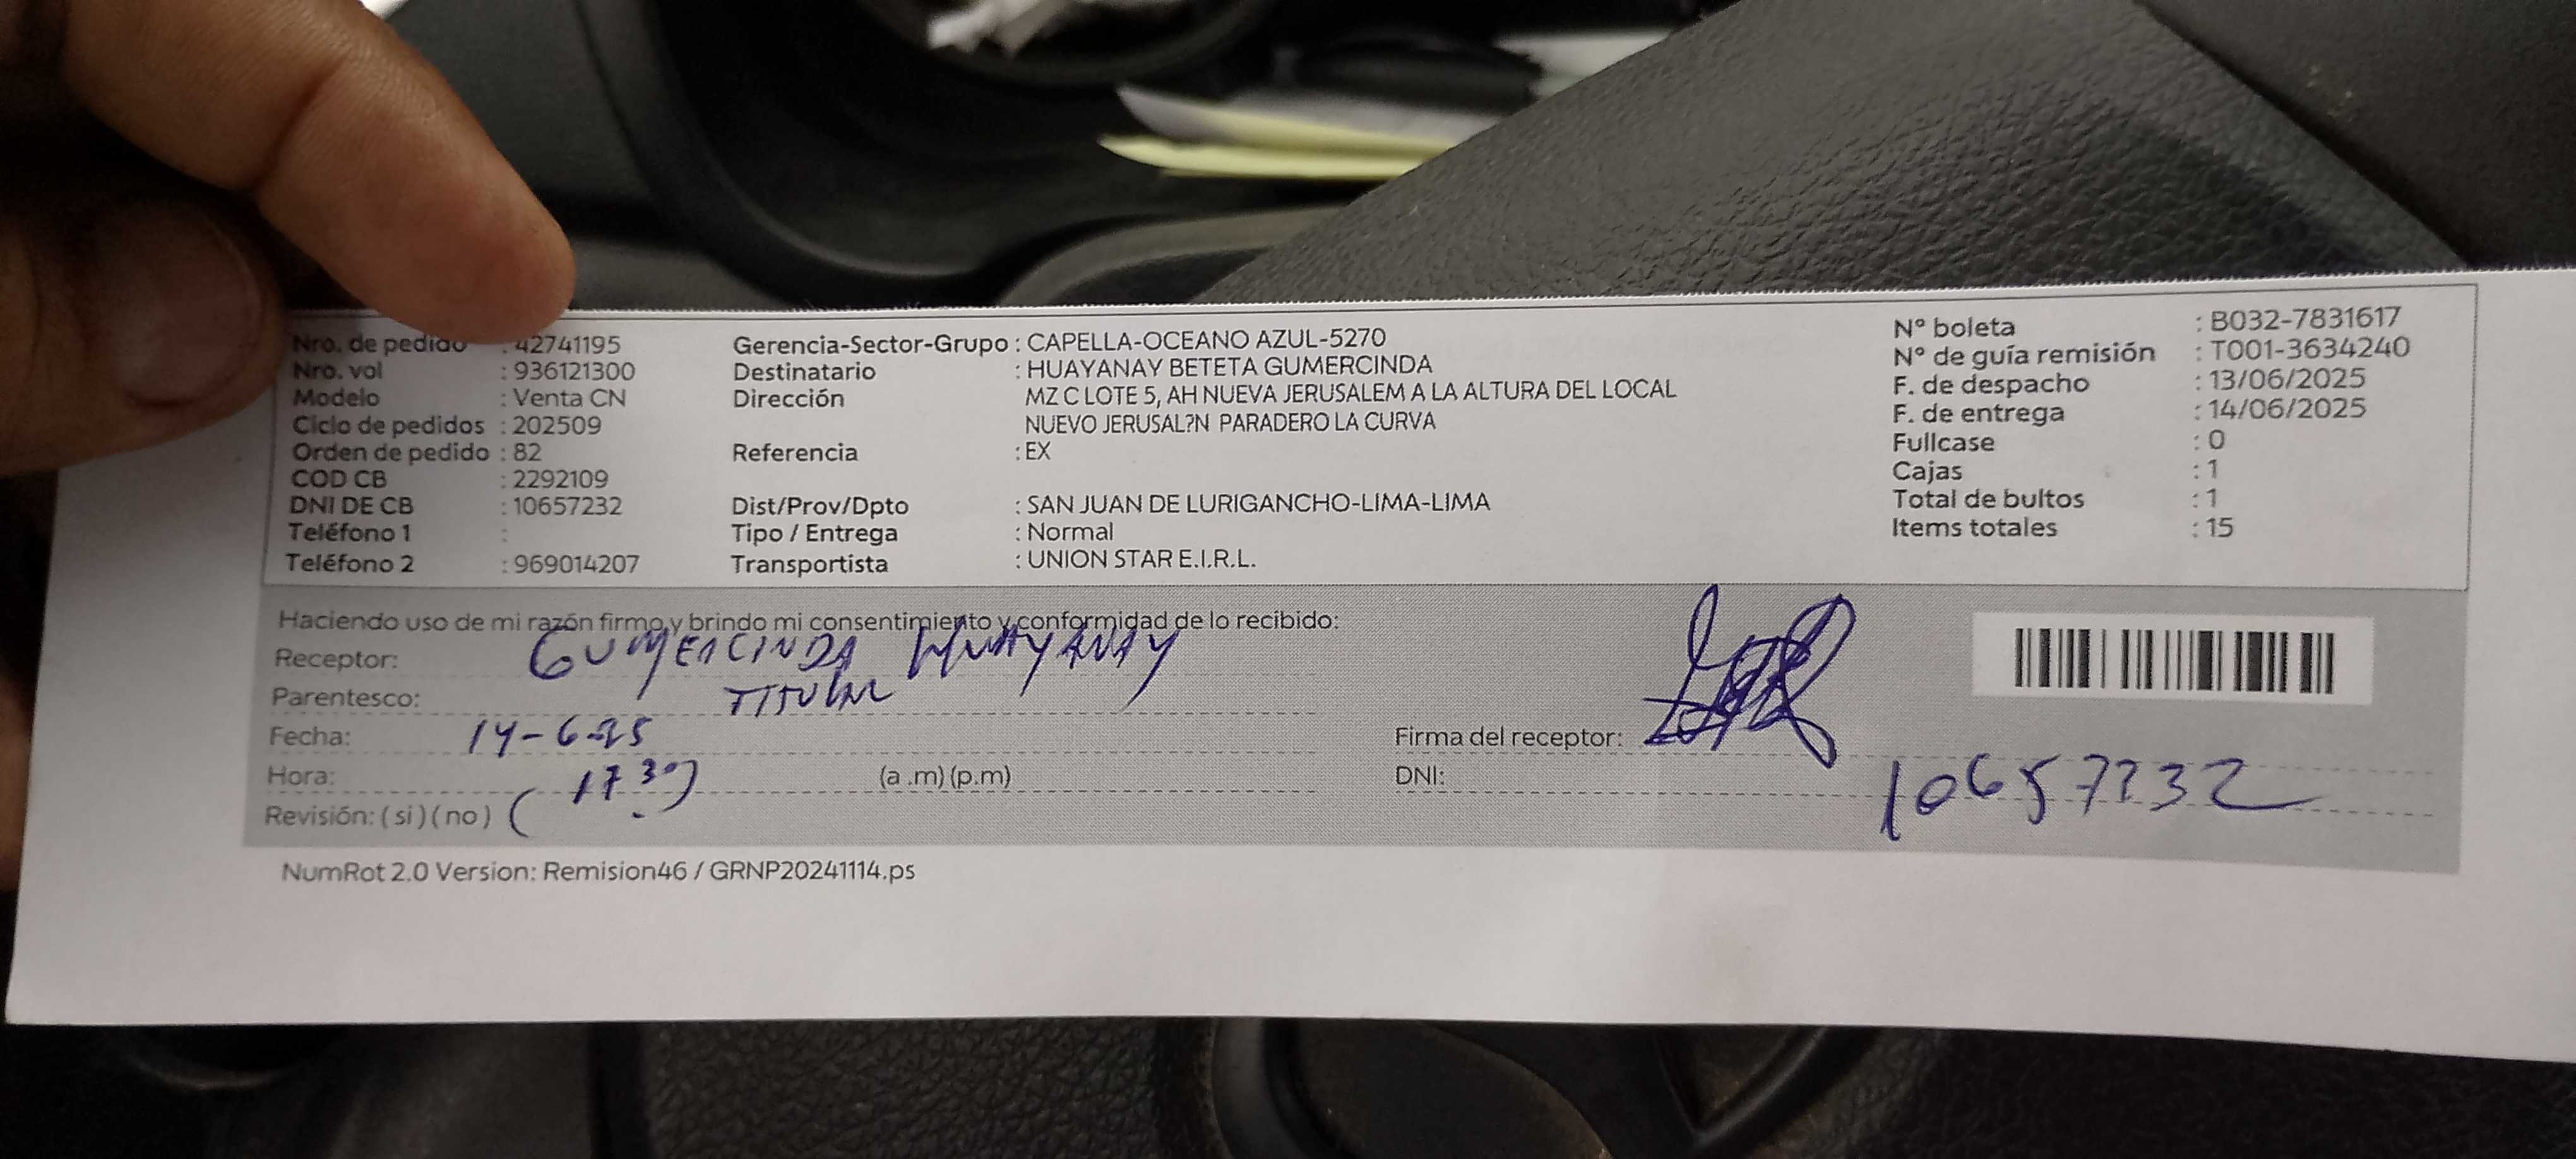 Nro. de pedido : 42741195
Nro. vol : 936121300
Modelo : Venta CN
Ciclo de pedidos : 202509
Orden de pedido : 82
COD CB : 2292109
DNI DE CB : 10657232
Teléfono 1 :
Teléfono 2 : 969014207
Gerencia-Sector-Grupo : CAPELLA-OCEANO AZUL-5270
Destinatario : HUAYANAY BETETA GUMERCINDA
Dirección MZ C LOTE 5, AH NUEVA JERUSALEM A LA ALTURA DEL LOCAL
NUEVO JERUSAL?N PARADERO LA CURVA
Referencia : EX
Dist/Prov/Dpto : SAN JUAN DE LURIGANCHO-LIMA-LIMA
Tipo / Entrega : Normal
Transportista : UNION STAR E.I.R.L.
N° boleta : B032-7831617
N° de guía remisión : T001-3634240
F. de despacho : 13/06/2025
F. de entrega : 14/06/2025
Fullcase : 0
Cajas : 1
Total de bultos : 1
Items totales : 15
Haciendo uso de mi razón firmo y brindo mi consentimiento y conformidad de lo recibido:
Receptor: GUMERCINDA HUAYANAY
Parentesco: TITULAR
Fecha: 14-6-25
Hora: 17:30 (a .m) (p.m)
Revisión: ( si ) ( no )
Firma del receptor:
DNI: 10657232
NumRot 2.0 Version: Remision46 / GRNP20241114.ps